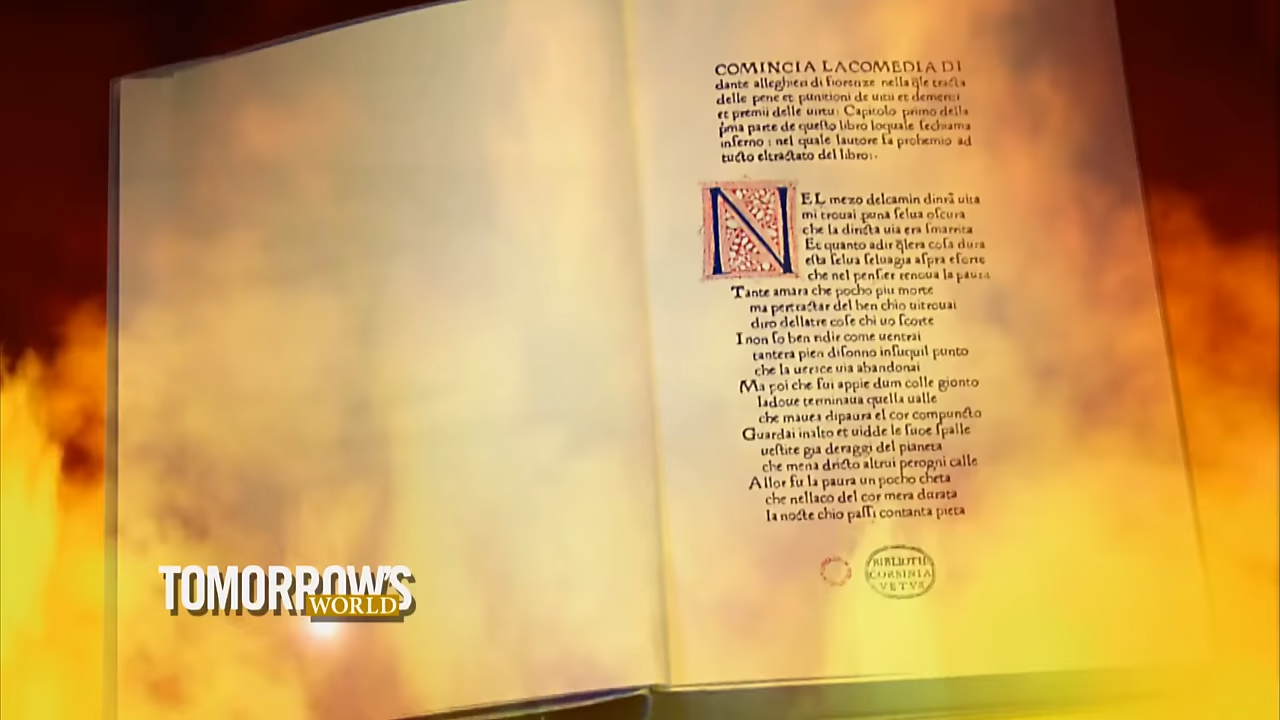 COMINCIA LACOMEDIA DI
dante alleghieri di fiorenze nella q̄le tracta
delle pene et punitioni de uitii et demeriti
et premii delle uirtu: Capitolo primo della
p̄ma parte de questo libro loquale sechiama
inferno: nel quale lautore fa prohemio ad
tucto eltractato del libro:.
NEL mezo delcamin dinr̄a uita
mi trouai puna selua oscura
che la diricta uia era smarrita
Et quanto adir q̄lera cosa dura
esta selua seluagia aspra eforte
che nel pensier renoua la paura
Tante amara che pocho piu morte
ma pertractar del ben chio uitrouai
diro dellatre cose chi uo scorte
I non so ben ridir come uentrai
tantera pien disonno insuquil punto
che la uerace uia abandonai
Ma poi che fui appie dum colle gionto
ladoue terminaua quella ualle
che mauea dipaura el cor compuncto
Guardai inalto et uidde le suoe spalle
uestite gia deraggi del pianeta
che mena dricto altrui perogni calle
Allor fu la paura un pocho cheta
che nellaco del cor mera durata
la nocte chio passi contanta pieta
CORSINIA
VETVS
TOMORROW'S
WORLD